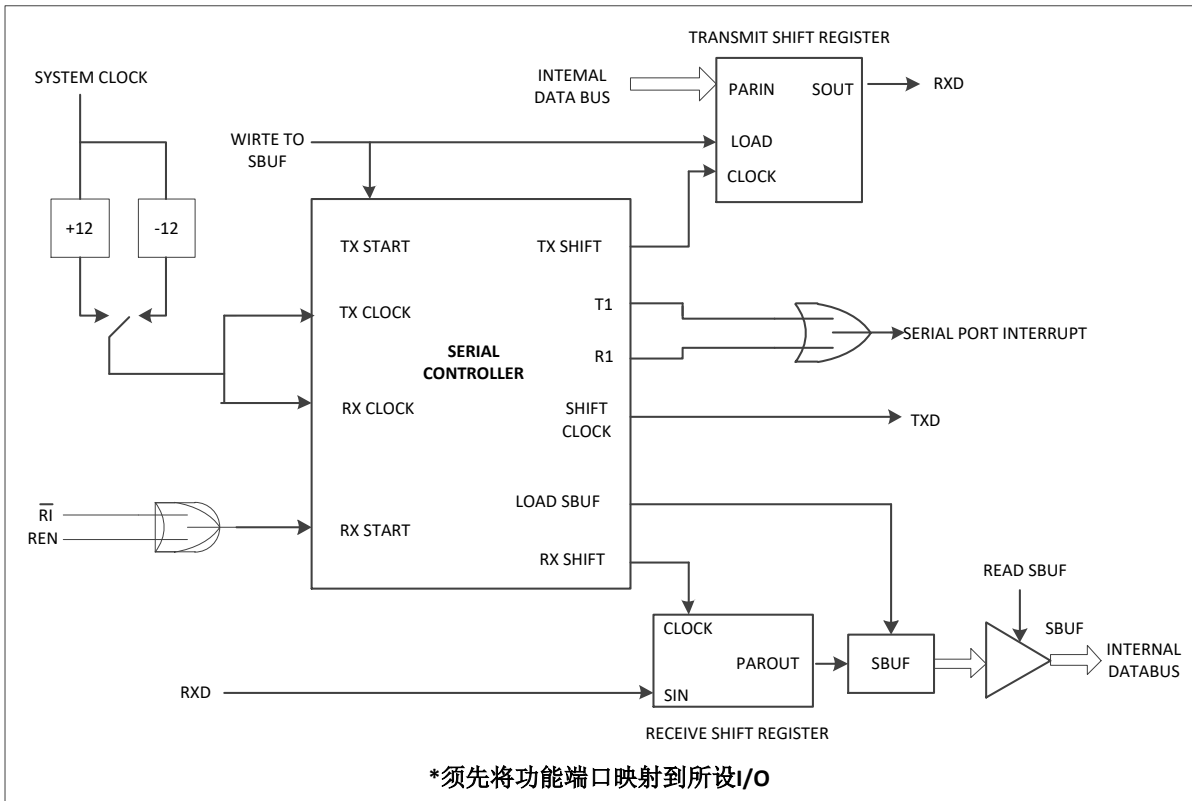 TRANSMIT SHIFT REGISTER
SYSTEM CLOCK
INTEMAL
DATA BUS
PARIN
SOUT
RXD
WIRTE TO
SBUF
LOAD
CLOCK
+12
-12
TX START
TX SHIFT
TX CLOCK
T1
SERIAL PORT INTERRUPT
SERIAL
CONTROLLER
R1
RX CLOCK
SHIFT
CLOCK
TXD
LOAD SBUF
RI
REN
RX START
RX SHIFT
READ SBUF
CLOCK
SBUF
PAROUT
SBUF
INTERNAL
DATABUS
RXD
SIN
RECEIVE SHIFT REGISTER
*须先将功能端口映射到所设I/O